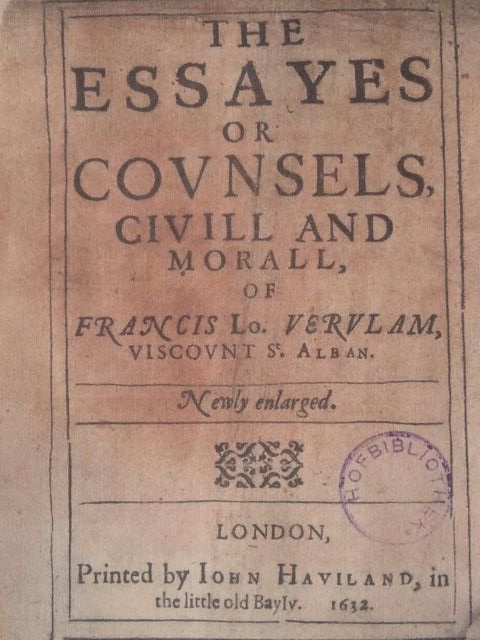 THE
ESSAYES
OR
COVNSELS,
CIVILL AND
MORALL,
OF
FRANCIS Lo. VERVLAM,
VISCOVNT St. ALBAN.
Newly enlarged.
HOFBIBLIOTHEK
LONDON,
Printed by IOHN HAVILAND, in
the little old Bayly. 1632.